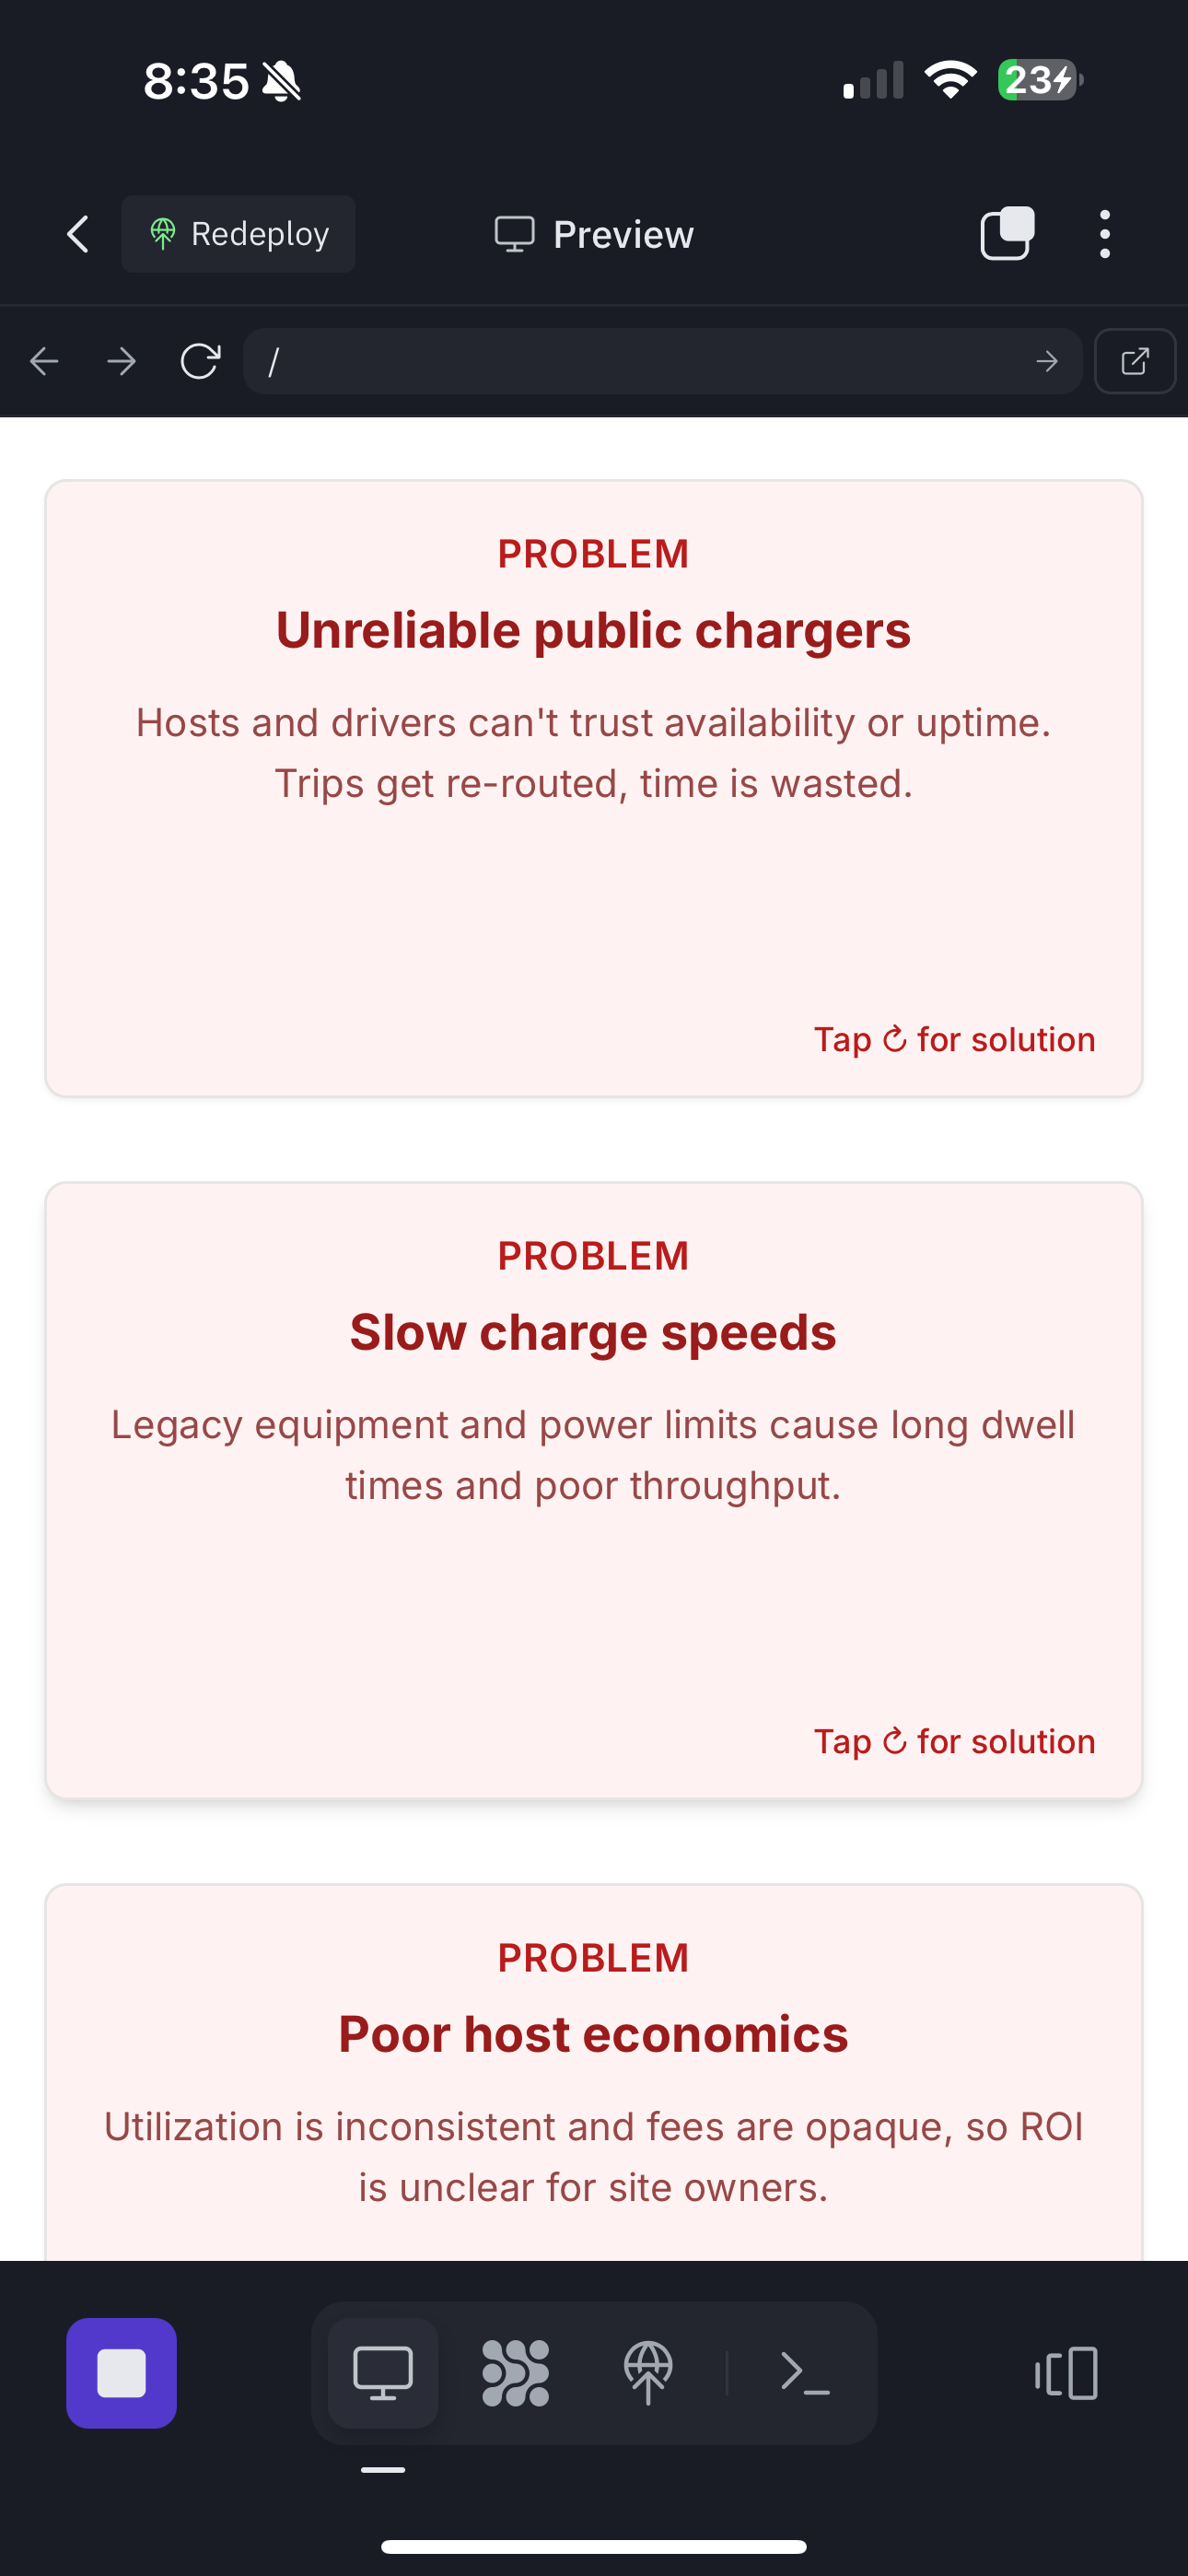 8:35
23
Redeploy
Preview
/
PROBLEM
Unreliable public chargers
Hosts and drivers can't trust availability or uptime.
Trips get re-routed, time is wasted.
Tap ↻ for solution
PROBLEM
Slow charge speeds
Legacy equipment and power limits cause long dwell
times and poor throughput.
Tap ↻ for solution
PROBLEM
Poor host economics
Utilization is inconsistent and fees are opaque, so ROI
is unclear for site owners.